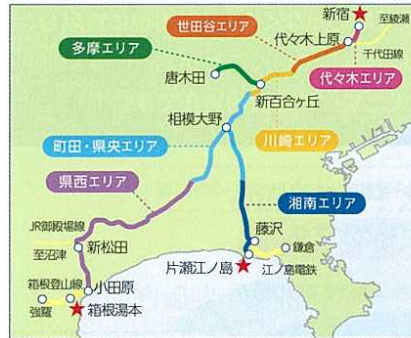 新宿
至綾瀬
世田谷エリア
代々木上原
千代田線
多摩エリア
唐木田
代々木エリア
新百合ヶ丘
相模大野
町田・県央エリア
川崎エリア
県西エリア
湘南エリア
JR御殿場線
新松田
藤沢
鎌倉
至沼津
片瀬江ノ島
江ノ島電鉄
箱根登山線
小田原
強羅
箱根湯本